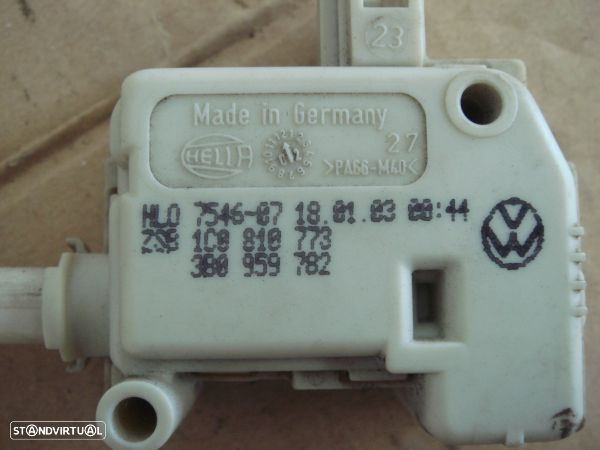 23
Made in Germany
HELLA
27
>PA66-M40<
HLO 7546-07 18.01.03 00:44
1C0 810 773
3B0 959 782
STANDVIRTUAL